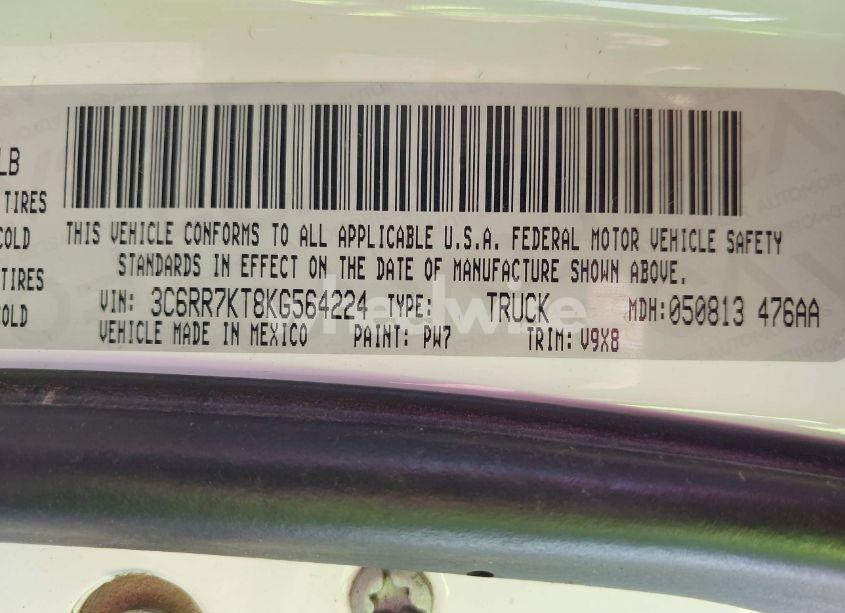 LB
TIRES
COLD
TIRES
COLD
THIS VEHICLE CONFORMS TO ALL APPLICABLE U.S.A. FEDERAL MOTOR VEHICLE SAFETY
STANDARDS IN EFFECT ON THE DATE OF MANUFACTURE SHOWN ABOVE.
VIN: 3C6RR7KT8KG564224 TYPE: TRUCK MDH:050813 476AA
VEHICLE MADE IN MEXICO PAINT: PW7 TRIM: V9X8